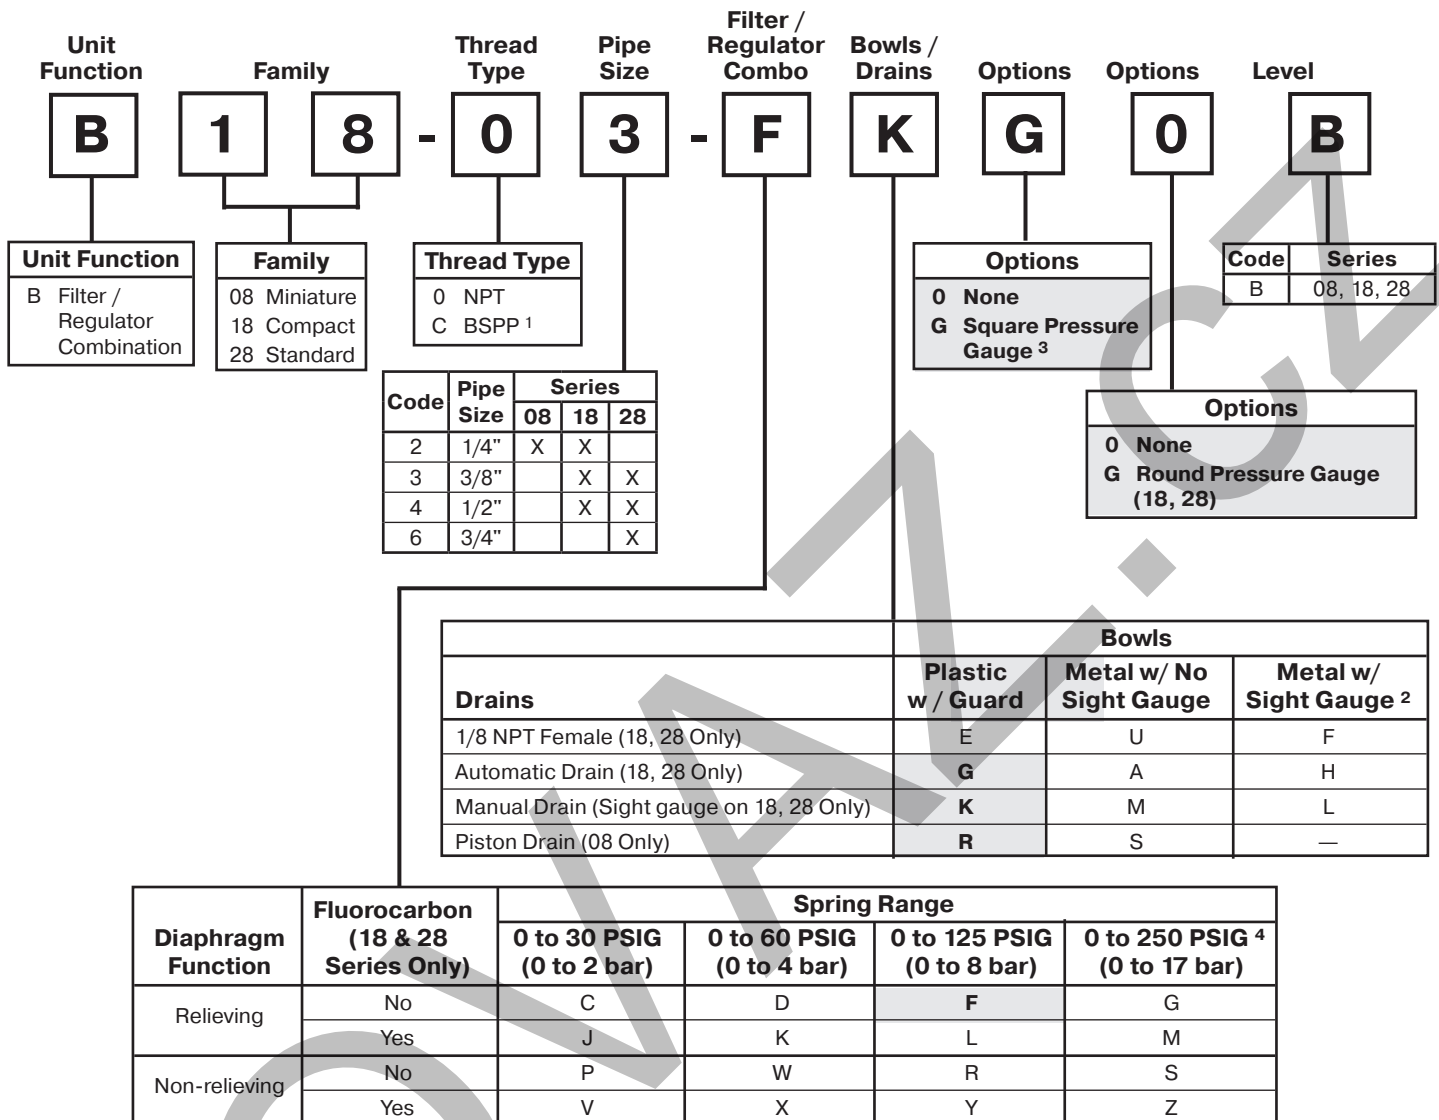 Unit Function
Family
Thread Type
Pipe Size
Filter / Regulator Combo
Bowls / Drains
Options
Options
Level
B 1 8 - 0 3 - F K G 0 B
Unit Function
B Filter / Regulator Combination
Family
08 Miniature
18 Compact
28 Standard
Thread Type
0 NPT
C BSPP 1
Options
0 None
G Square Pressure Gauge 3
Code Series
B 08, 18, 28
Code Pipe Size Series
08 18 28
2 1/4" X X
3 3/8" X X
4 1/2" X X
6 3/4" X
Options
0 None
G Round Pressure Gauge (18, 28)
Bowls
Drains Plastic w / Guard Metal w/ No Sight Gauge Metal w/ Sight Gauge 2
1/8 NPT Female (18, 28 Only) E U F
Automatic Drain (18, 28 Only) G A H
Manual Drain (Sight gauge on 18, 28 Only) K M L
Piston Drain (08 Only) R S —
Diaphragm Function Fluorocarbon (18 & 28 Series Only) Spring Range
0 to 30 PSIG (0 to 2 bar) 0 to 60 PSIG (0 to 4 bar) 0 to 125 PSIG (0 to 8 bar) 0 to 250 PSIG 4 (0 to 17 bar)
Relieving No C D F G
Yes J K L M
Non-relieving No P W R S
Yes V X Y Z
OVAZ.CZ